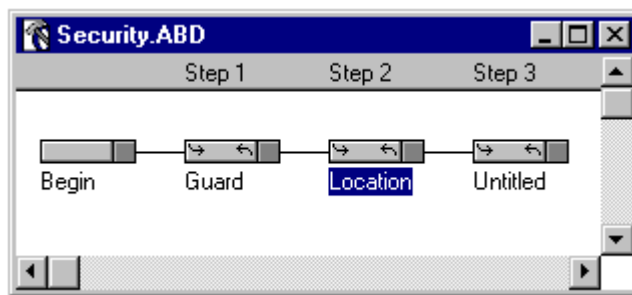 Security.ABD
Step 1 Step 2 Step 3
Begin Guard Location Untitled